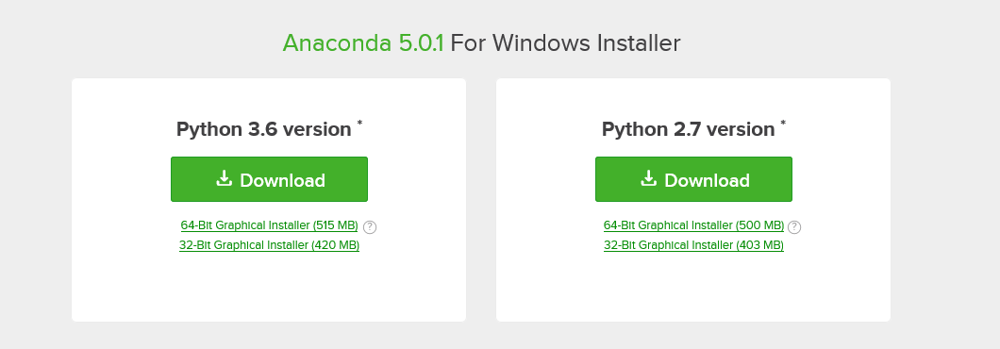 Anaconda 5.0.1 For Windows Installer
Python 3.6 version *
Download
64-Bit Graphical Installer (515 MB) ?
32-Bit Graphical Installer (420 MB)
Python 2.7 version *
Download
64-Bit Graphical Installer (500 MB) ?
32-Bit Graphical Installer (403 MB)